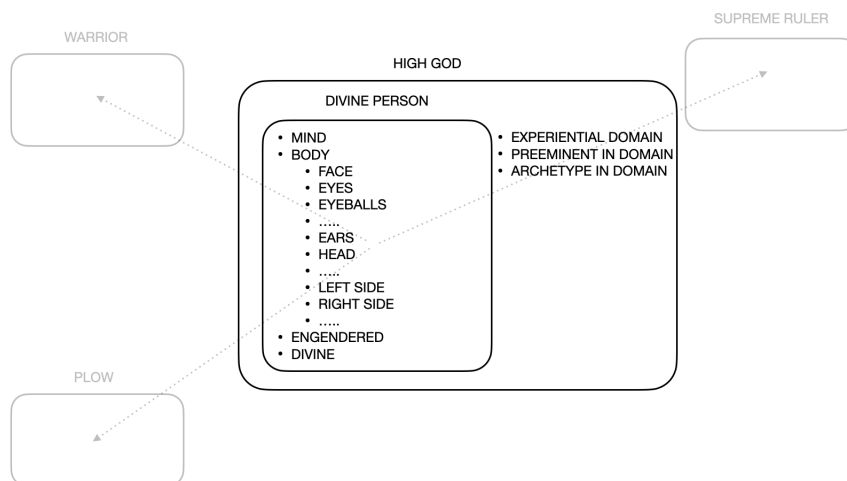 SUPREME RULER
WARRIOR
HIGH GOD
DIVINE PERSON
• MIND
• BODY
• FACE
• EYES
• EYEBALLS
• .....
• EARS
• HEAD
• .....
• LEFT SIDE
• RIGHT SIDE
• .....
• ENGENDERED
• DIVINE
• EXPERIENTIAL DOMAIN
• PREEMINENT IN DOMAIN
• ARCHETYPE IN DOMAIN
PLOW